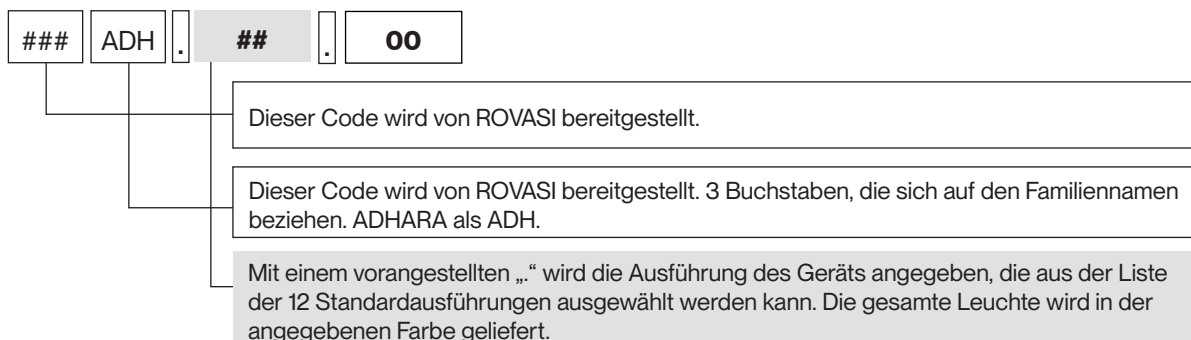 ### ADH . ## . 00
Dieser Code wird von ROVASI bereitgestellt.
Dieser Code wird von ROVASI bereitgestellt. 3 Buchstaben, die sich auf den Familiennamen
beziehen. ADHARA als ADH.
Mit einem vorangestellten „.“ wird die Ausführung des Geräts angegeben, die aus der Liste
der 12 Standardausführungen ausgewählt werden kann. Die gesamte Leuchte wird in der
angegebenen Farbe geliefert.